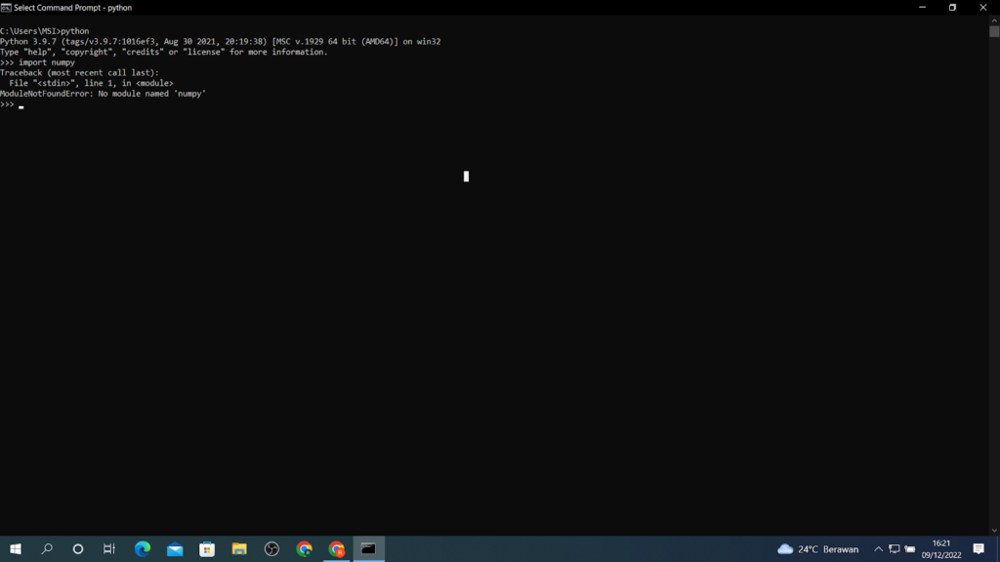 Select Command Prompt - python
C:\Users\MSI>python
Python 3.9.7 (tags/v3.9.7:1016ef3, Aug 30 2021, 20:19:38) [MSC v.1929 64 bit (AMD64)] on win32
Type "help", "copyright", "credits" or "license" for more information.
>>> import numpy
Traceback (most recent call last):
  File "<stdin>", line 1, in <module>
ModuleNotFoundError: No module named 'numpy'
>>>
24°C Berawan
16:21
09/12/2022